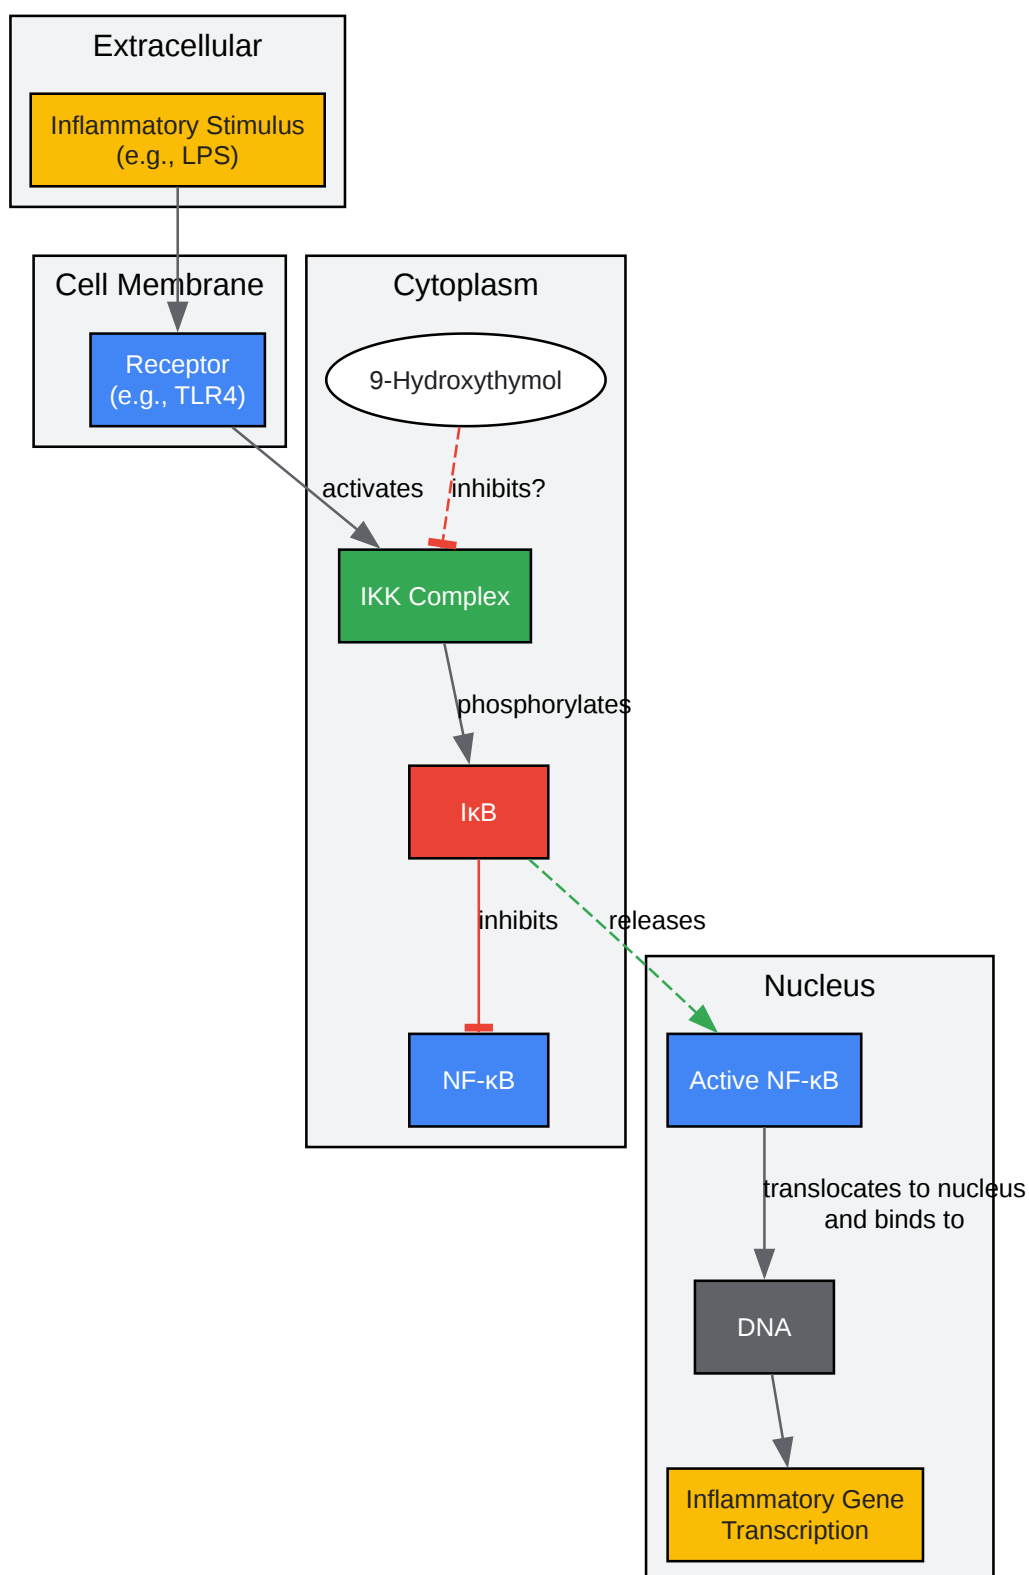 Extracellular
Inflammatory Stimulus
(e.g., LPS)
Cell Membrane
Cytoplasm
Receptor
(e.g., TLR4)
9-Hydroxythymol
activates
inhibits?
IKK Complex
phosphorylates
IκB
inhibits
releases
Nucleus
NF-κB
Active NF-κB
translocates to nucleus
and binds to
DNA
Inflammatory Gene
Transcription